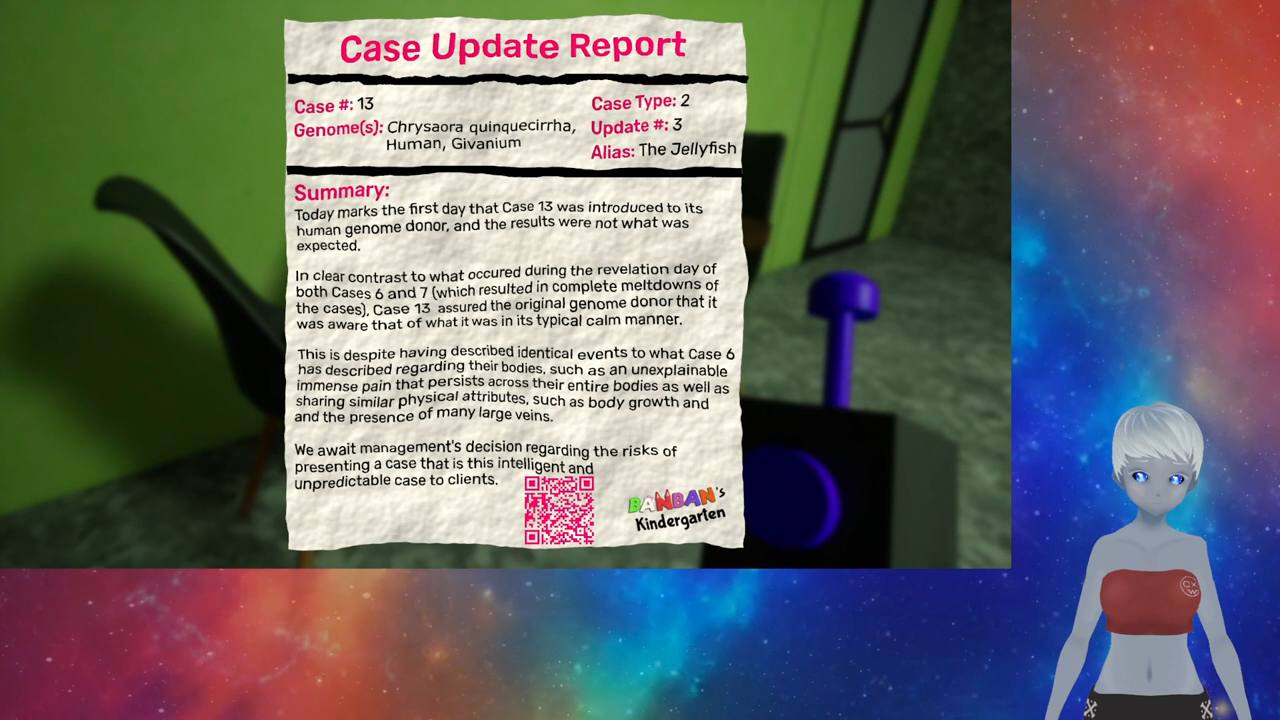 Case Update Report
Case #: 13
Case Type: 2
Genome(s): Chrysaora quinquecirrha,
Human, Givanium
Update #: 3
Alias: The Jellyfish
Summary:
Today marks the first day that Case 13 was introduced to its
human genome donor, and the results were not what was
expected.
In clear contrast to what occured during the revelation day of
both Cases 6 and 7 (which resulted in complete meltdowns of
the cases), Case 13 assured the original genome donor that it
was aware that of what it was in its typical calm manner.
This is despite having described identical events to what Case 6
has described regarding their bodies, such as an unexplainable
immense pain that persists across their entire bodies as well as
sharing similar physical attributes, such as body growth and
and the presence of many large veins.
We await management's decision regarding the risks of
presenting a case that is this intelligent and
unpredictable case to clients.
BANBAN's
Kindergarten